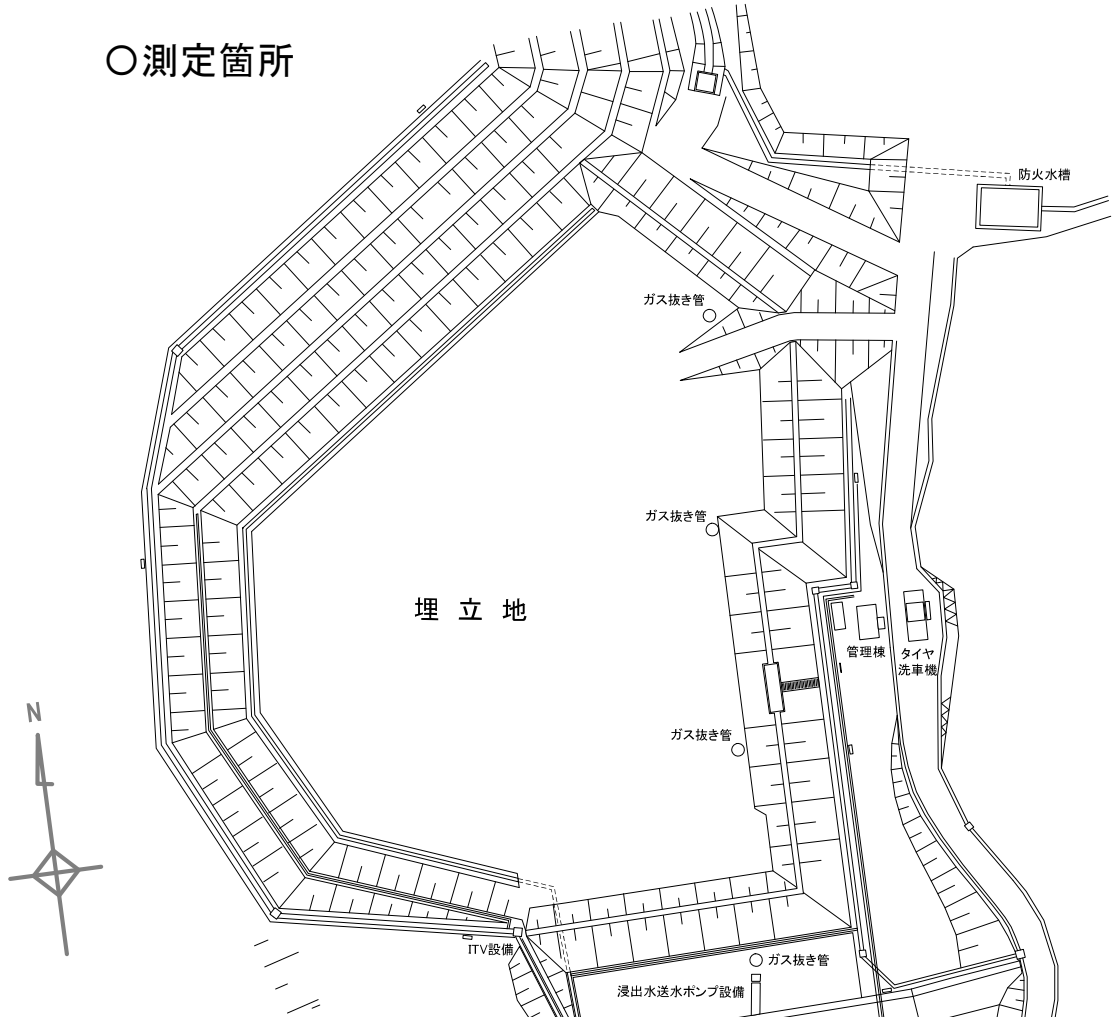 ○測定箇所
防火水槽
ガス抜き管
ガス抜き管
埋立地
管理棟
タイヤ
洗車機
N
ガス抜き管
ITV設備
ガス抜き管
浸出水送水ポンプ設備